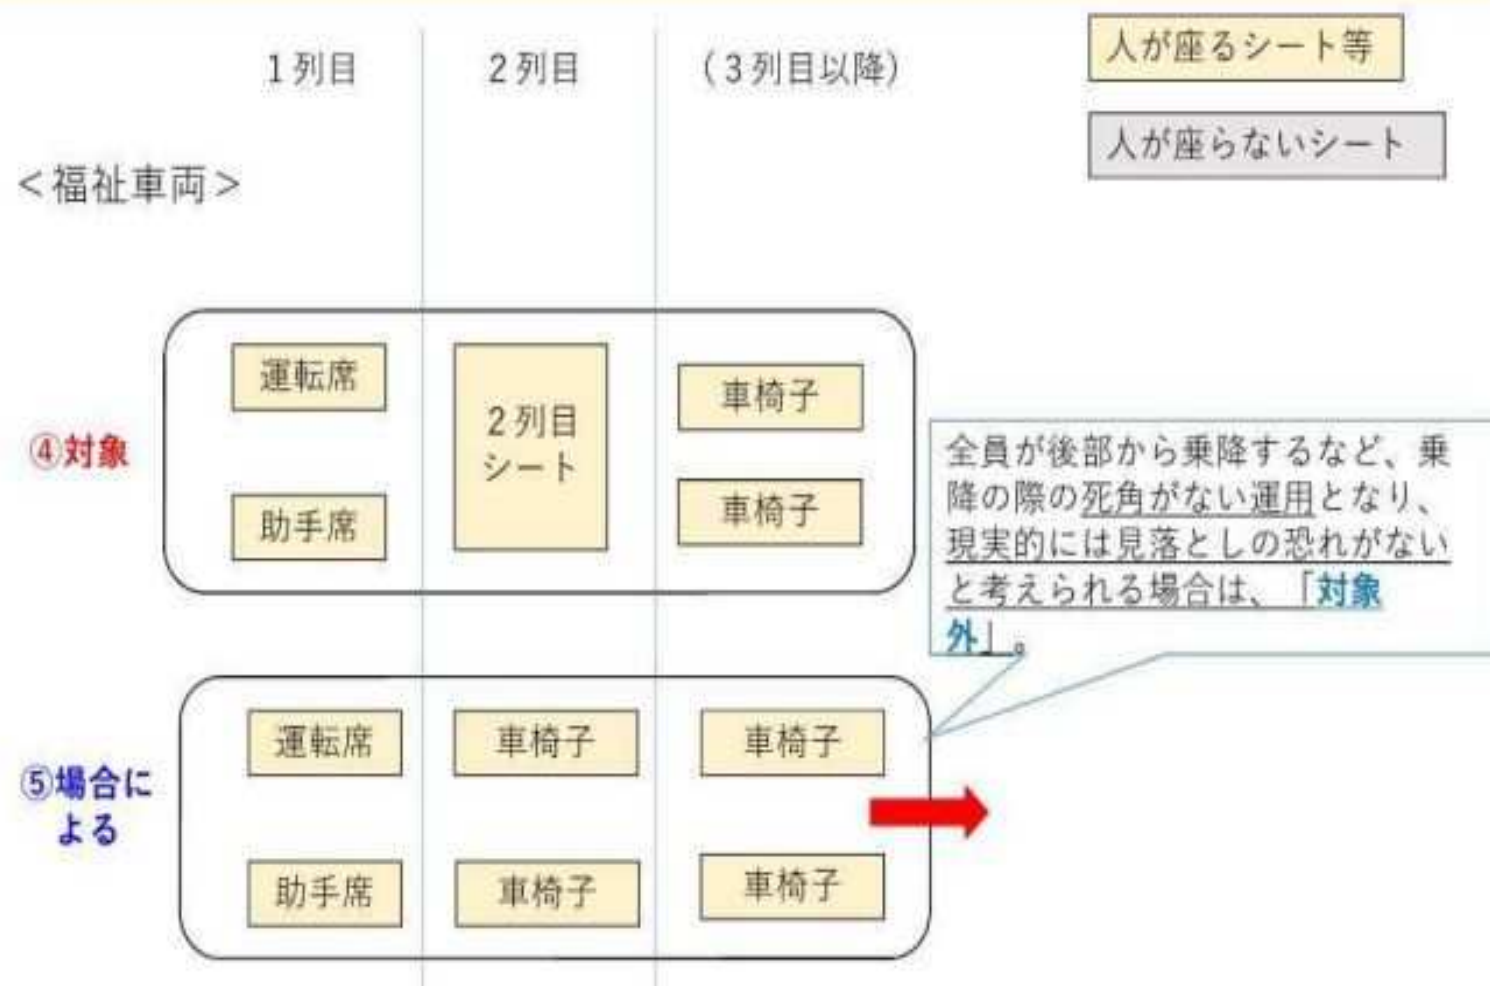 1列目
2列目
(3列目以降)
人が座るシート等
人が座らないシート
＜福祉車両＞
④対象
運転席
助手席
2列目
シート
車椅子
車椅子
全員が後部から乗降するなど、乗
降の際の死角がない運用となり、
現実的には見落としの恐れがない
と考えられる場合は、「対象
外」。
⑤場合に
よる
運転席
車椅子
車椅子
助手席
車椅子
車椅子